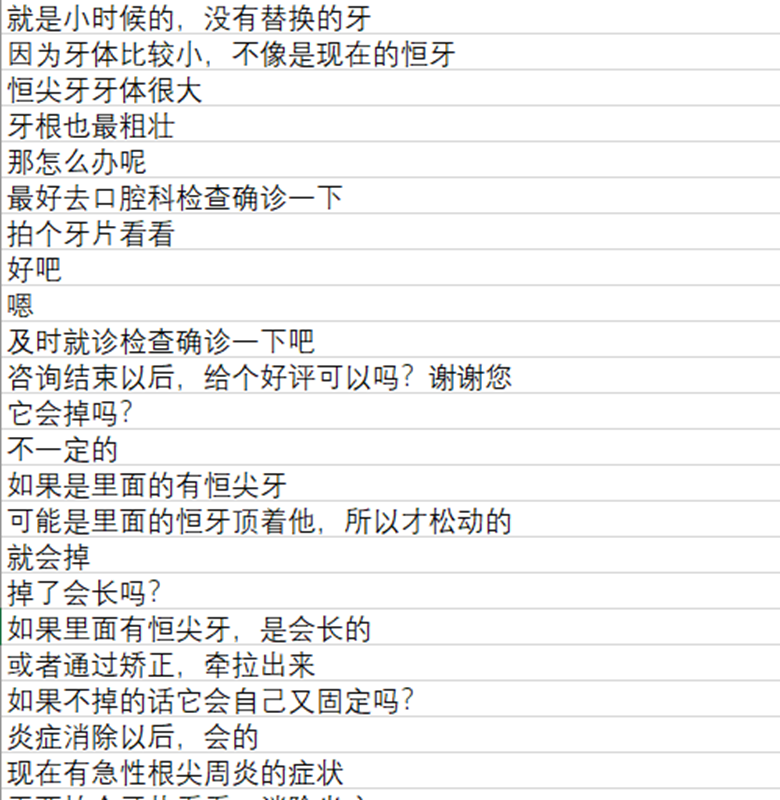 就是小时候的，没有替换的牙
因为牙体比较小，不像是现在的恒牙
恒尖牙牙体很大
牙根也最粗壮
那怎么办呢
最好去口腔科检查确诊一下
拍个牙片看看
好吧
嗯
及时就诊检查确诊一下吧
咨询结束以后，给个好评可以吗？谢谢您
它会掉吗？
不一定的
如果是里面的有恒尖牙
可能是里面的恒牙顶着他，所以才松动的
就会掉
掉了会长吗？
如果里面有恒尖牙，是会长的
或者通过矫正，牵拉出来
如果不掉的话它会自己又固定吗？
炎症消除以后，会的
现在有急性根尖周炎的症状